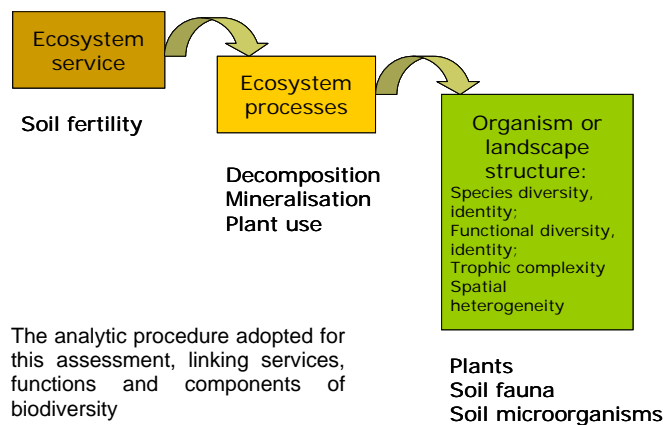 Ecosystem
service
Soil fertility
Ecosystem
processes
Decomposition
Mineralisation
Plant use
Organism or
landscape
structure:
Species diversity,
identity;
Functional diversity,
identity;
Trophic complexity
Spatial
heterogeneity
Plants
Soil fauna
Soil microorganisms
The analytic procedure adopted for
this assessment, linking services,
functions and components of
biodiversity